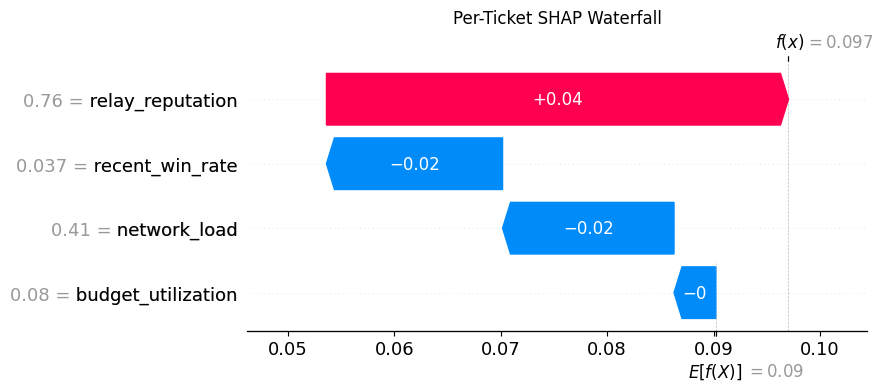 Per-Ticket SHAP Waterfall
f(x) = 0.097
0.76 = relay_reputation
+0.04
0.037 = recent_win_rate
−0.02
0.41 = network_load
−0.02
0.08 = budget_utilization
−0
0.05 0.06 0.07 0.08 0.09 0.10
E[f(X)] = 0.09